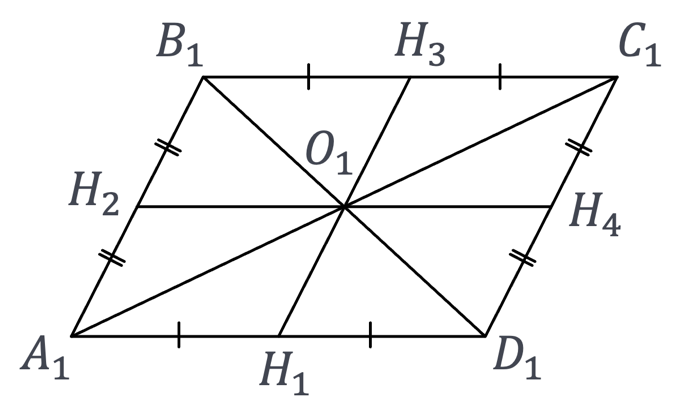 B₁ H₃ C₁
O₁
H₂ H₄
A₁ H₁ D₁